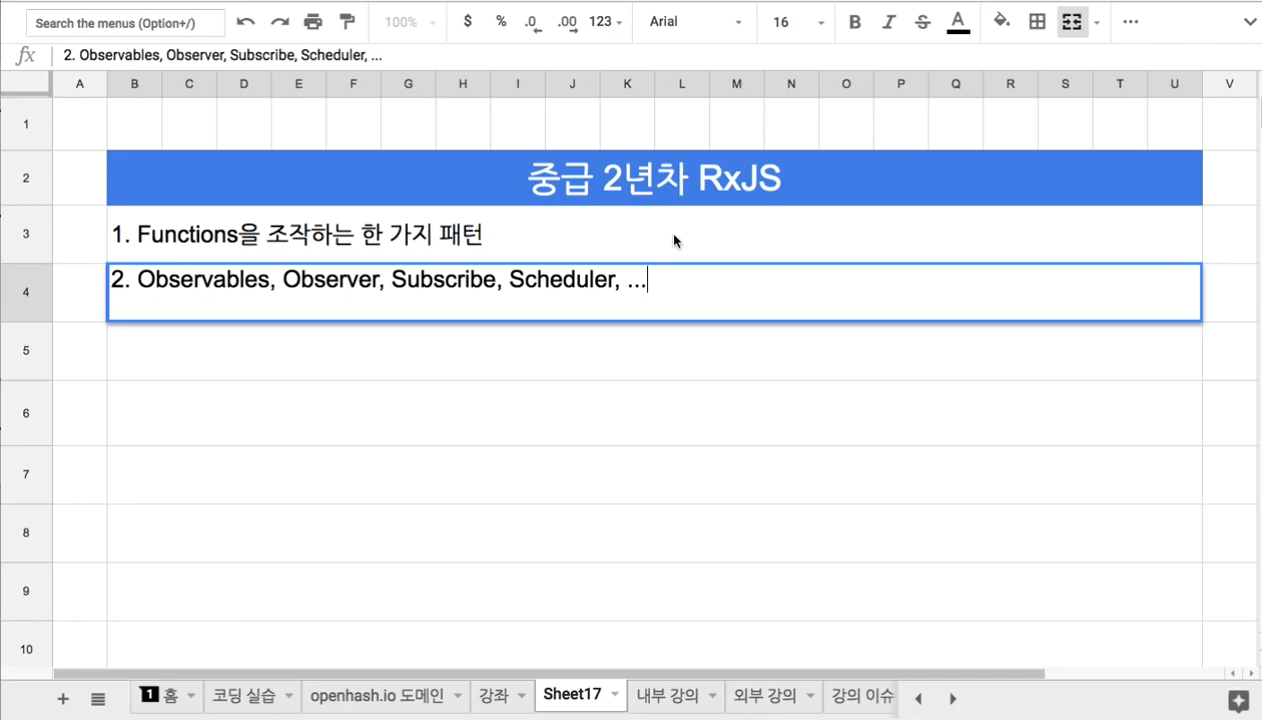 Search the menus (Option+/) 100% $ % .0 .00 123 Arial 16 B I S A
fx 2. Observables, Observer, Subscribe, Scheduler, ...
A B C D E F G H I J K L M N O P Q R S T U V
1
2 중급 2년차 RxJS
3 1. Functions을 조작하는 한 가지 패턴
4 2. Observables, Observer, Subscribe, Scheduler, ...
5
6
7
8
9
10
1 홈 코딩 실습 openhash.io 도메인 강좌 Sheet17 내부 강의 외부 강의 강의 이슈